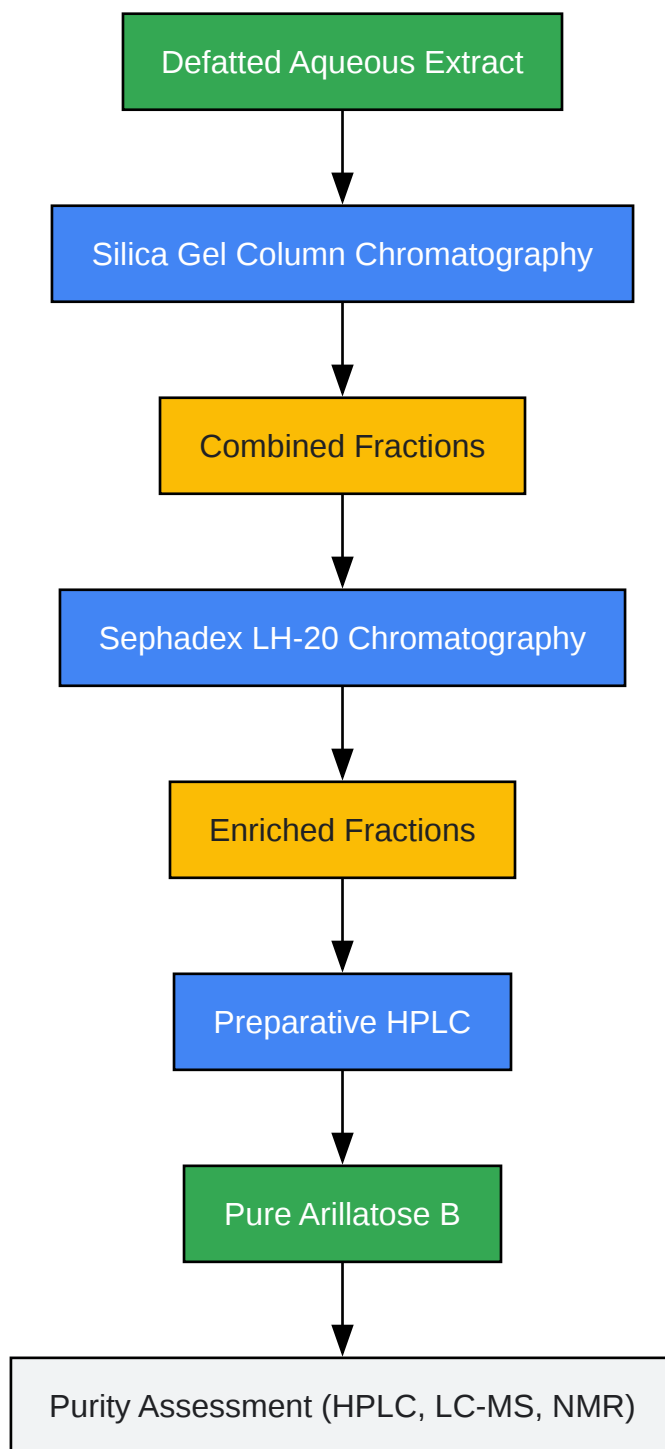 Defatted Aqueous Extract
Silica Gel Column Chromatography
Combined Fractions
Sephadex LH-20 Chromatography
Enriched Fractions
Preparative HPLC
Pure Arillatose B
Purity Assessment (HPLC, LC-MS, NMR)